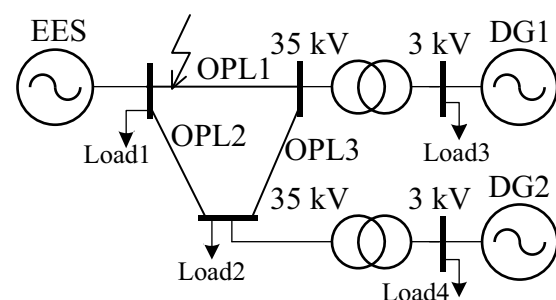 EES
35 kV
3 kV
DG1
OPL1
Load1
OPL2
OPL3
Load3
35 kV
3 kV
DG2
Load2
Load4